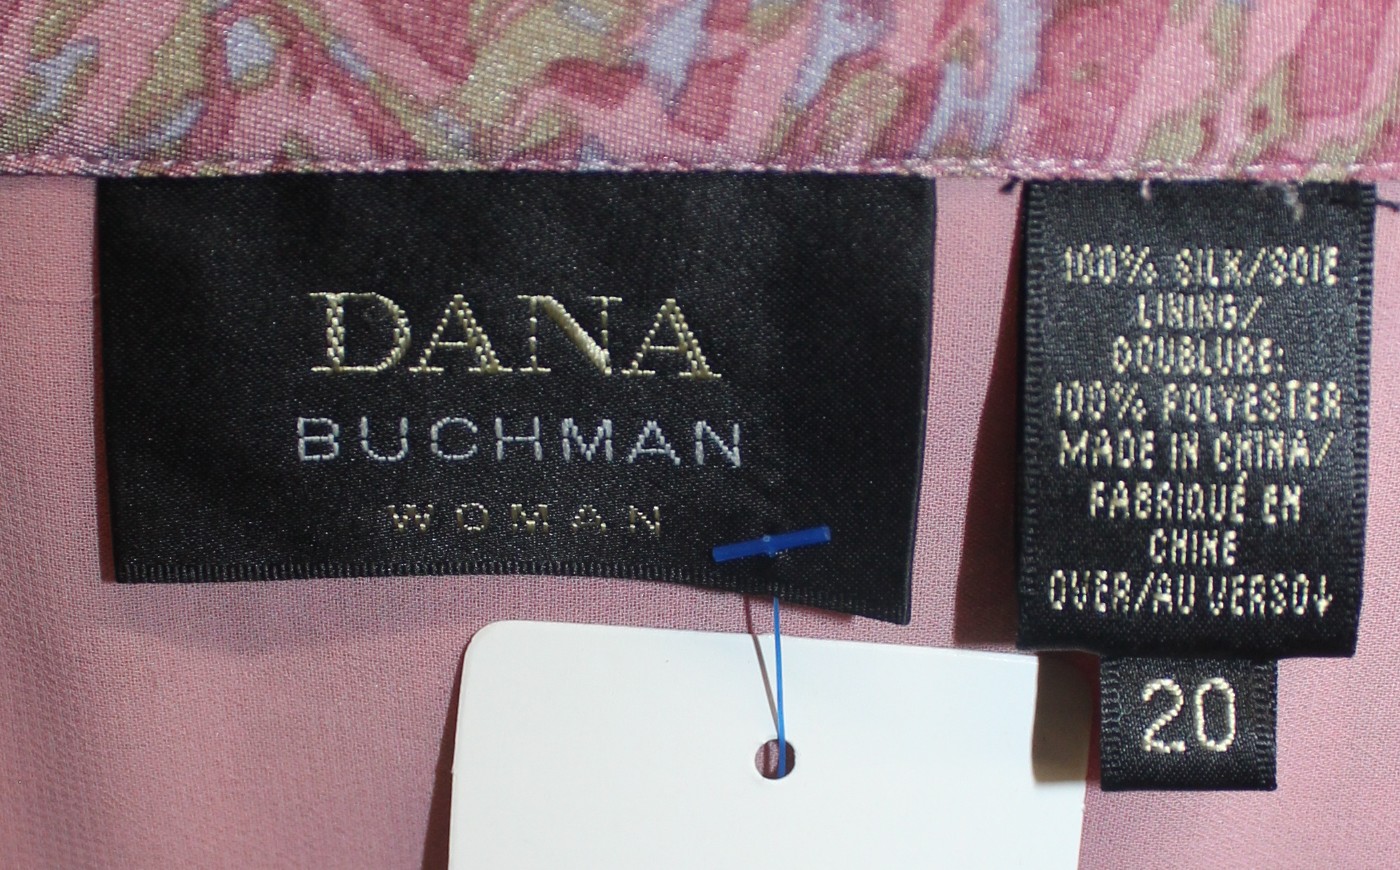 DANA
BUCHMAN
WOMAN
100% SILK/SOIE
LINING/
DOUBLURE:
100% POLYESTER
MADE IN CHINA/
FABRIQUÉ EN
CHINE
OVER/AU VERSO↓
20